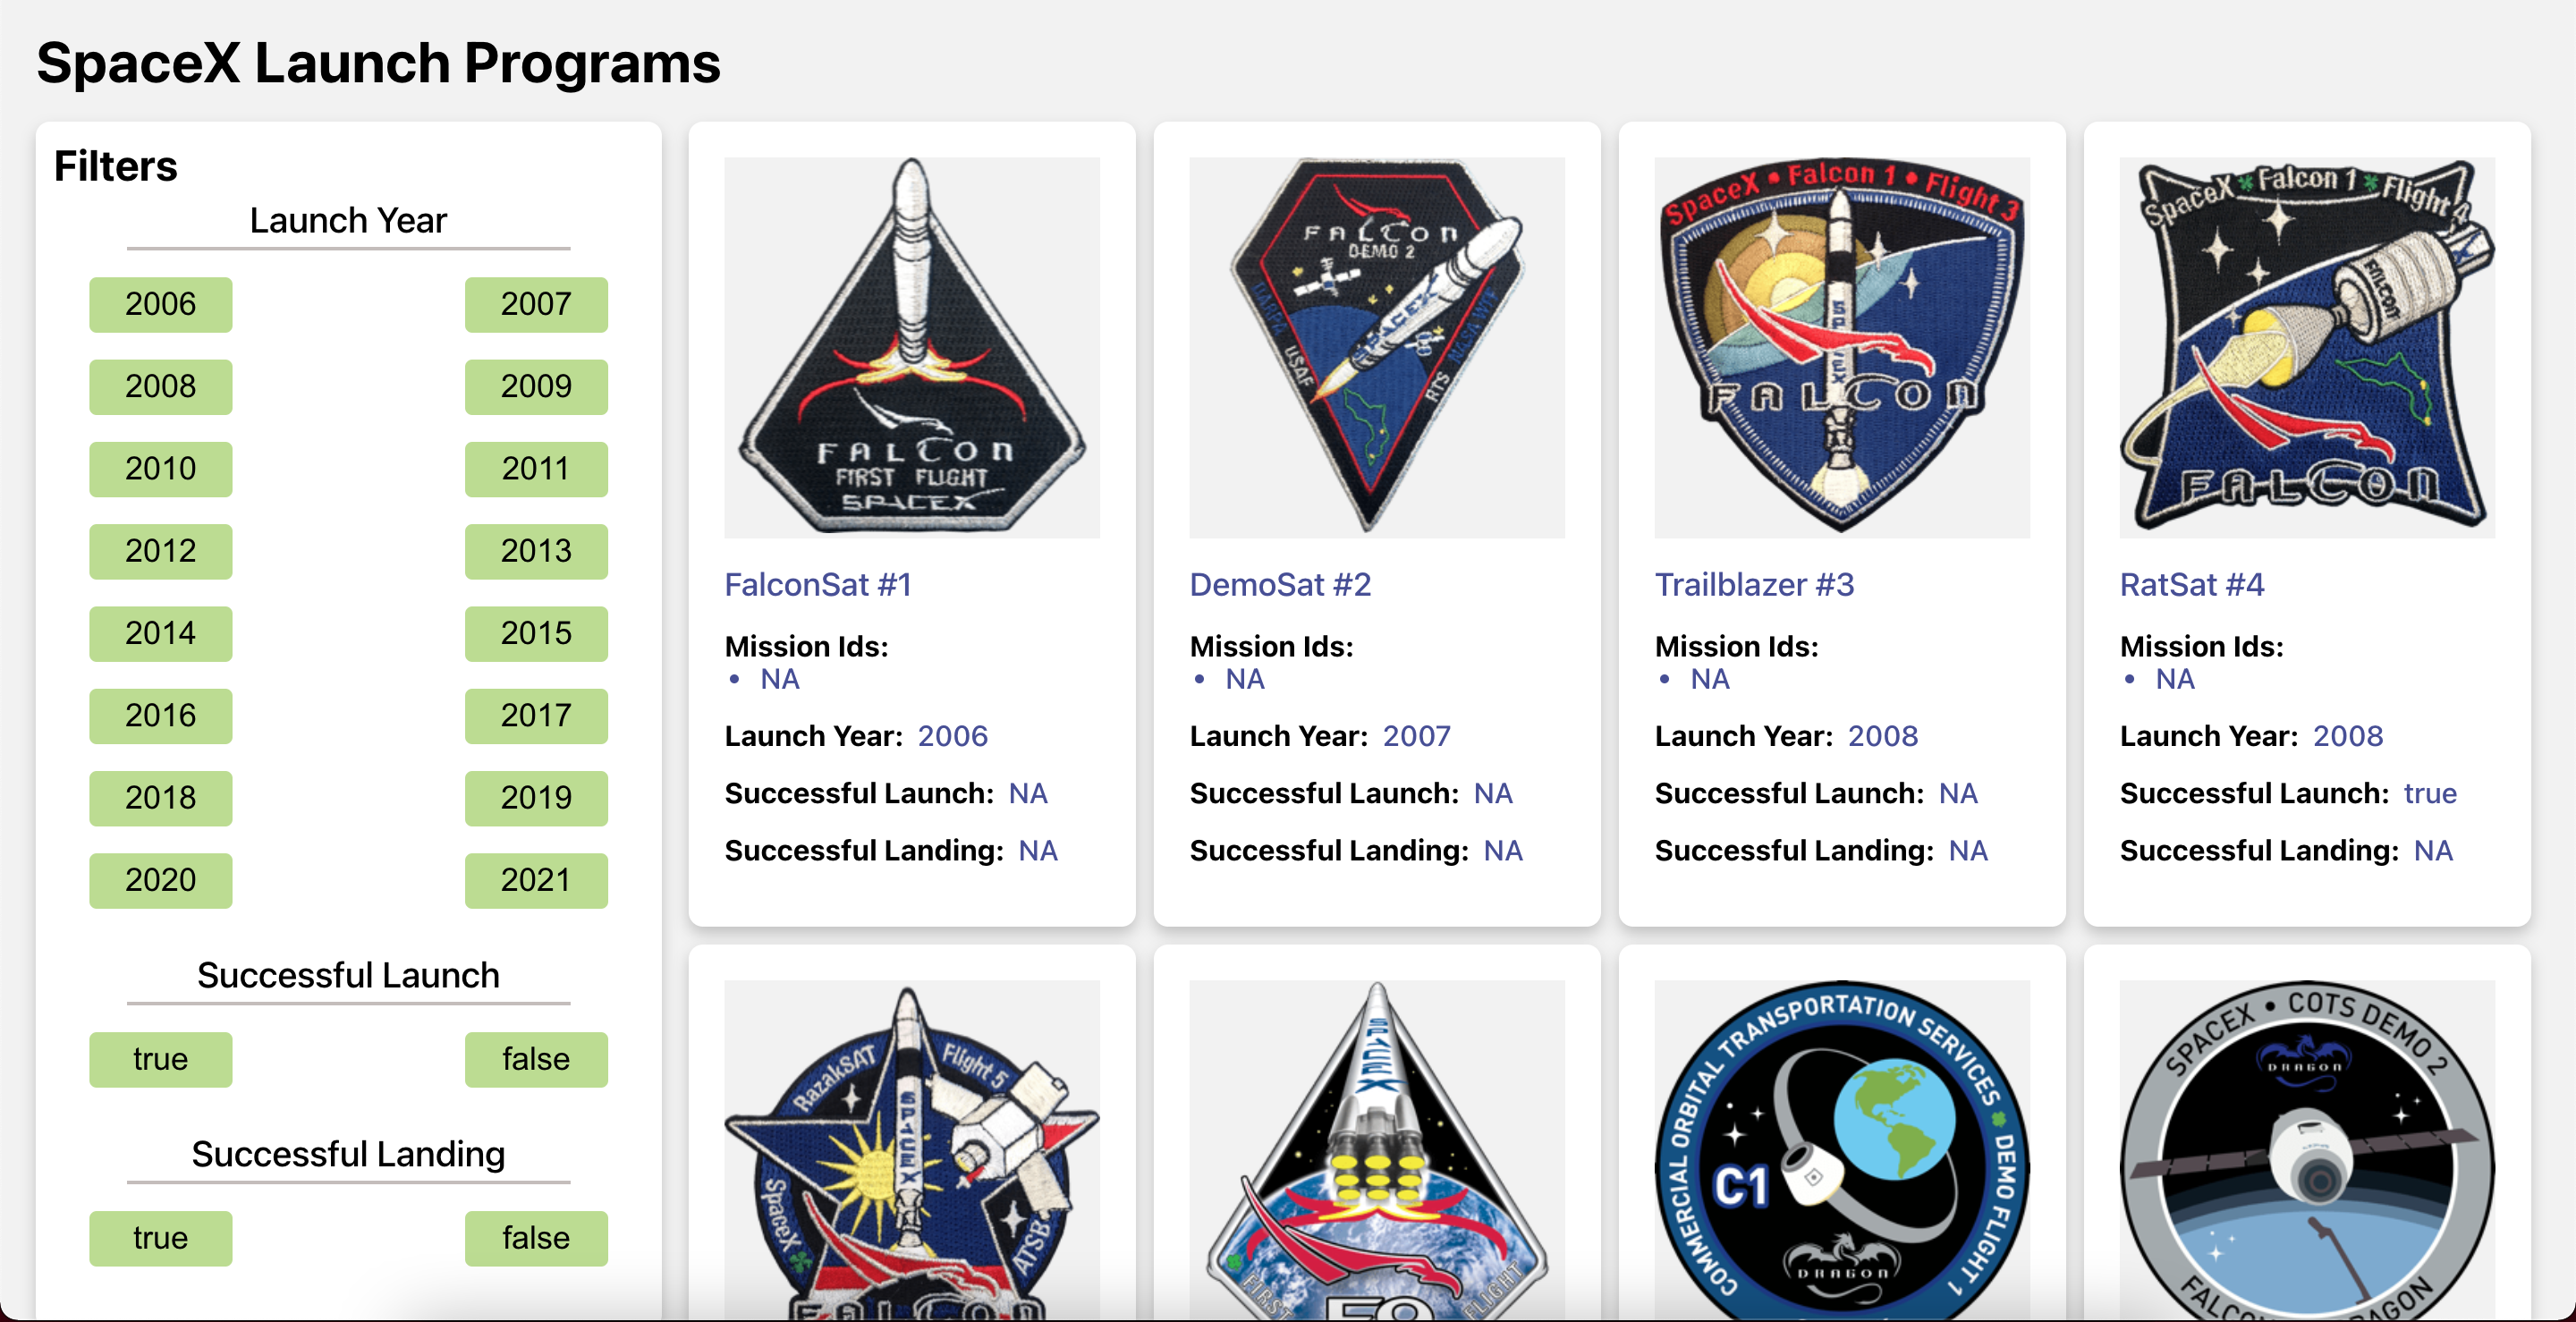 SpaceX Launch Programs
Filters
Launch Year
2006
2007
2008
2009
2010
2011
2012
2013
2014
2015
2016
2017
2018
2019
2020
2021
Successful Launch
true
false
Successful Landing
true
false
FALCON
FIRST FLIGHT
SPACEX
FalconSat #1
Mission Ids:
• NA
Launch Year: 2006
Successful Launch: NA
Successful Landing: NA
FALCON
DEMO 2
SPACEX
USAF
RTS
DemoSat #2
Mission Ids:
• NA
Launch Year: 2007
Successful Launch: NA
Successful Landing: NA
SpaceX • Falcon 1 • Flight 3
SPACEX
FALCON
Trailblazer #3
Mission Ids:
• NA
Launch Year: 2008
Successful Launch: NA
Successful Landing: NA
SpaceX Falcon 1 Flight 4
FALCON
FALCON
RatSat #4
Mission Ids:
• NA
Launch Year: 2008
Successful Launch: true
Successful Landing: NA
RazakSAT
Flight 5
SPACEX
SpaceX
ATSB
FALCON
SPACEX
FIRST
FLIGHT
F9
COMMERCIAL ORBITAL TRANSPORTATION SERVICES DEMO FLIGHT 1
C1
DRAGON
SPACEX • COTS DEMO 2
DRAGON